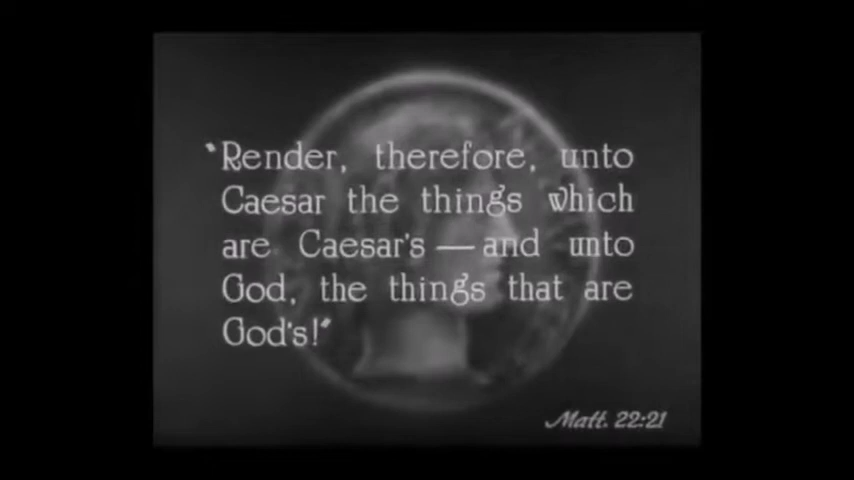 "Render, therefore, unto
Caesar the things which
are Caesar's — and unto
God, the things that are
God's!"
Matt. 22:21